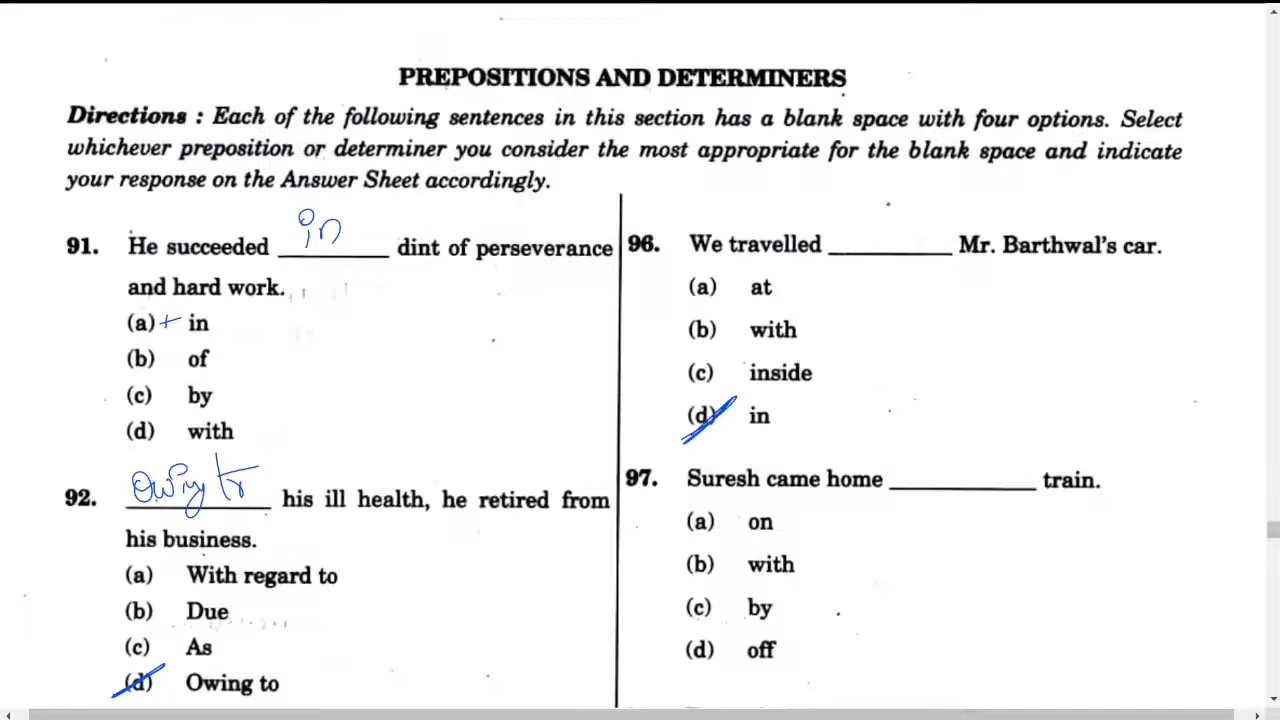 PREPOSITIONS AND DETERMINERS
Directions : Each of the following sentences in this section has a blank space with four options. Select
whichever preposition or determiner you consider the most appropriate for the blank space and indicate
your response on the Answer Sheet accordingly.
91. He succeeded in dint of perseverance
and hard work.
(a) + in
(b) of
(c) by
(d) with
92. Owing to his ill health, he retired from
his business.
(a) With regard to
(b) Due
(c) As
(d) Owing to
96. We travelled __________ Mr. Barthwal's car.
(a) at
(b) with
(c) inside
(d) in
97. Suresh came home __________ train.
(a) on
(b) with
(c) by
(d) off